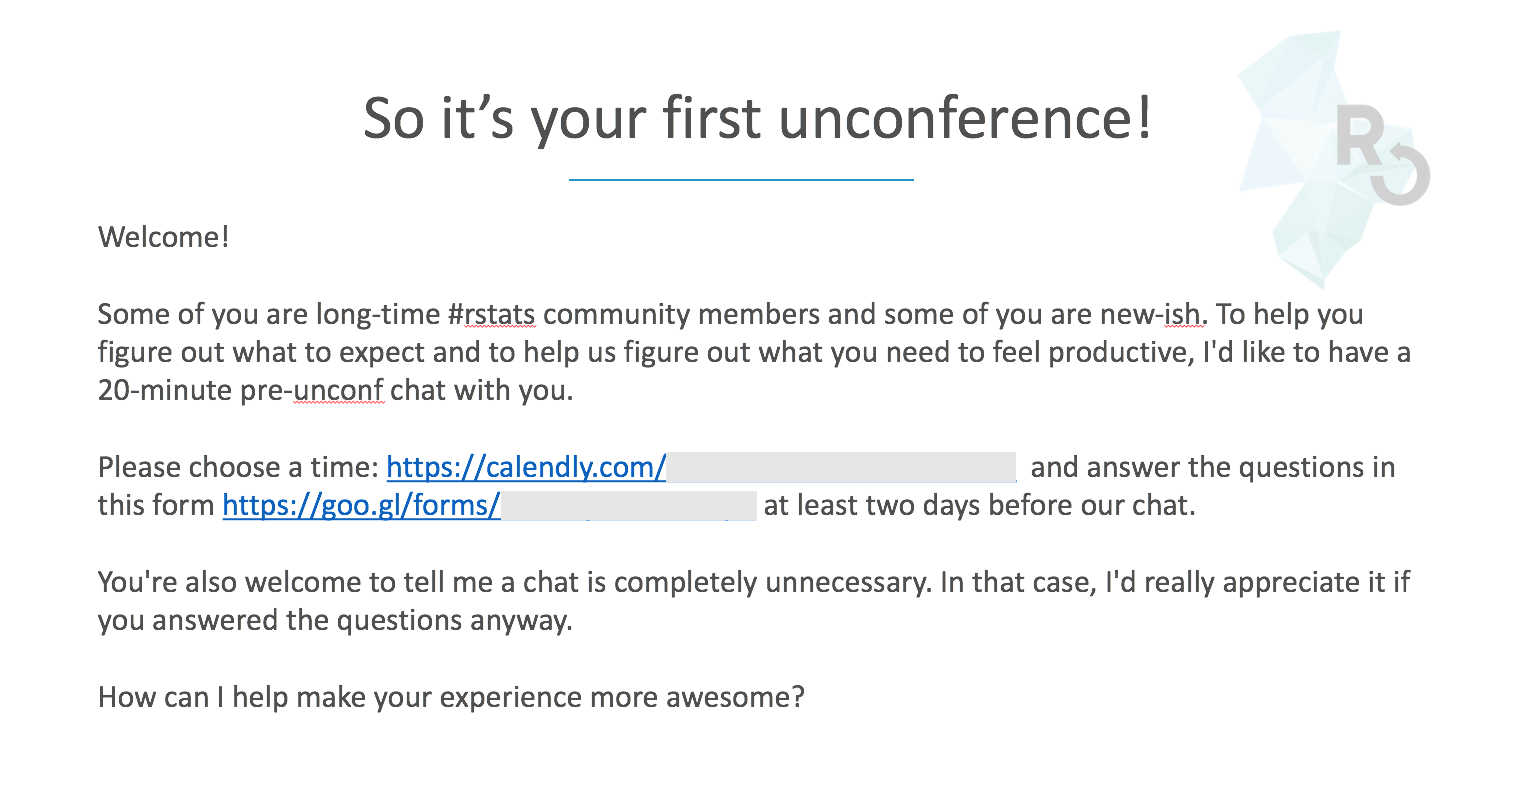 So it’s your first unconference!
R
Welcome!
Some of you are long-time #rstats community members and some of you are new-ish. To help you
figure out what to expect and to help us figure out what you need to feel productive, I'd like to have a
20-minute pre-unconf chat with you.
Please choose a time: https://calendly.com/ and answer the questions in
this form https://goo.gl/forms/ at least two days before our chat.
You're also welcome to tell me a chat is completely unnecessary. In that case, I'd really appreciate it if
you answered the questions anyway.
How can I help make your experience more awesome?